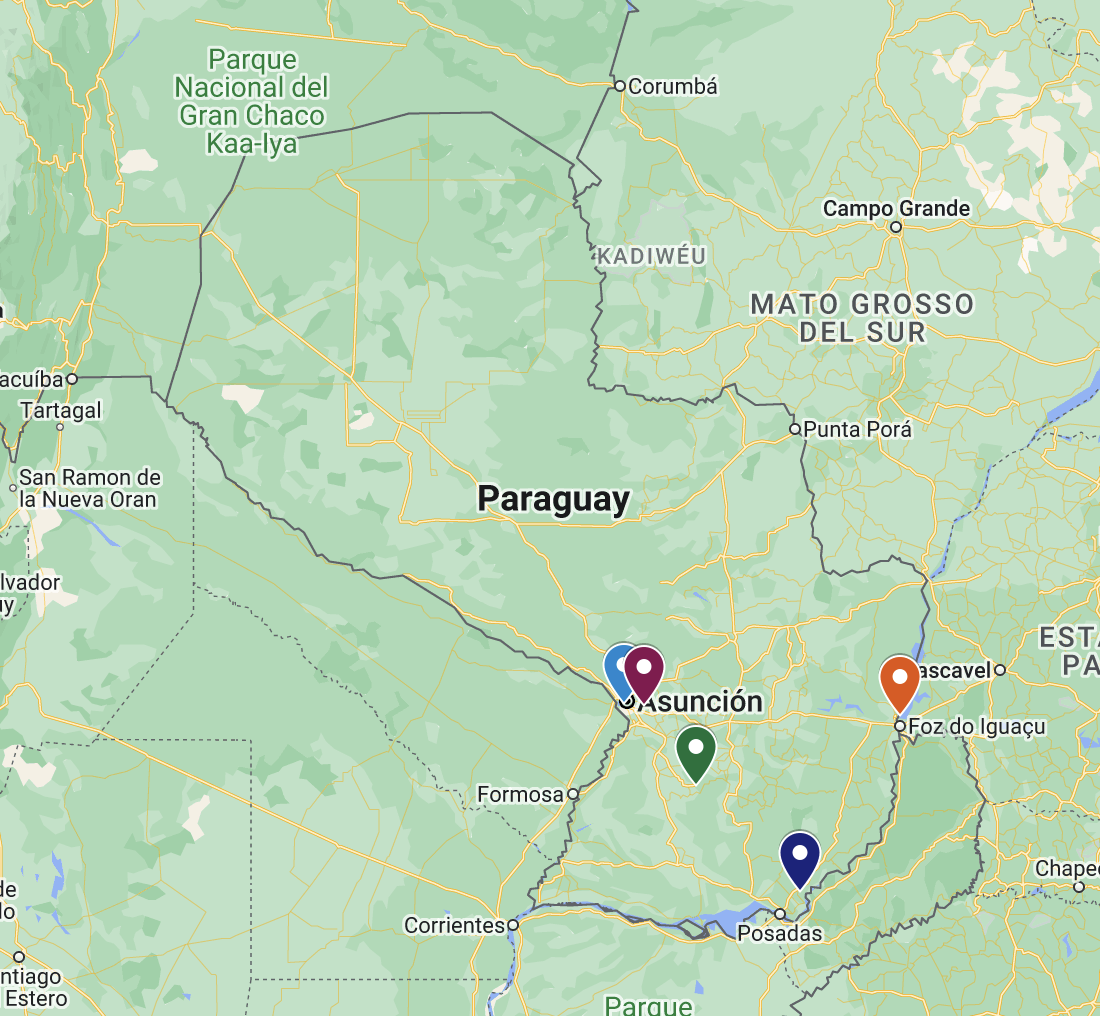 Parque
Nacional del
Gran Chaco
Kaa-Iya
Corumbá
Campo Grande
KADIWÉU
MATO GROSSO
DEL SUR
a
acuíba
Tartagal
Punta Porá
San Ramon de
la Nueva Oran
Paraguay
lvador
uy
ESTA
PA
ascavel
Asunción
Foz do Iguaçu
Formosa
Chapec
de
lo
Corrientes
Posadas
ntiago
Estero
Parque